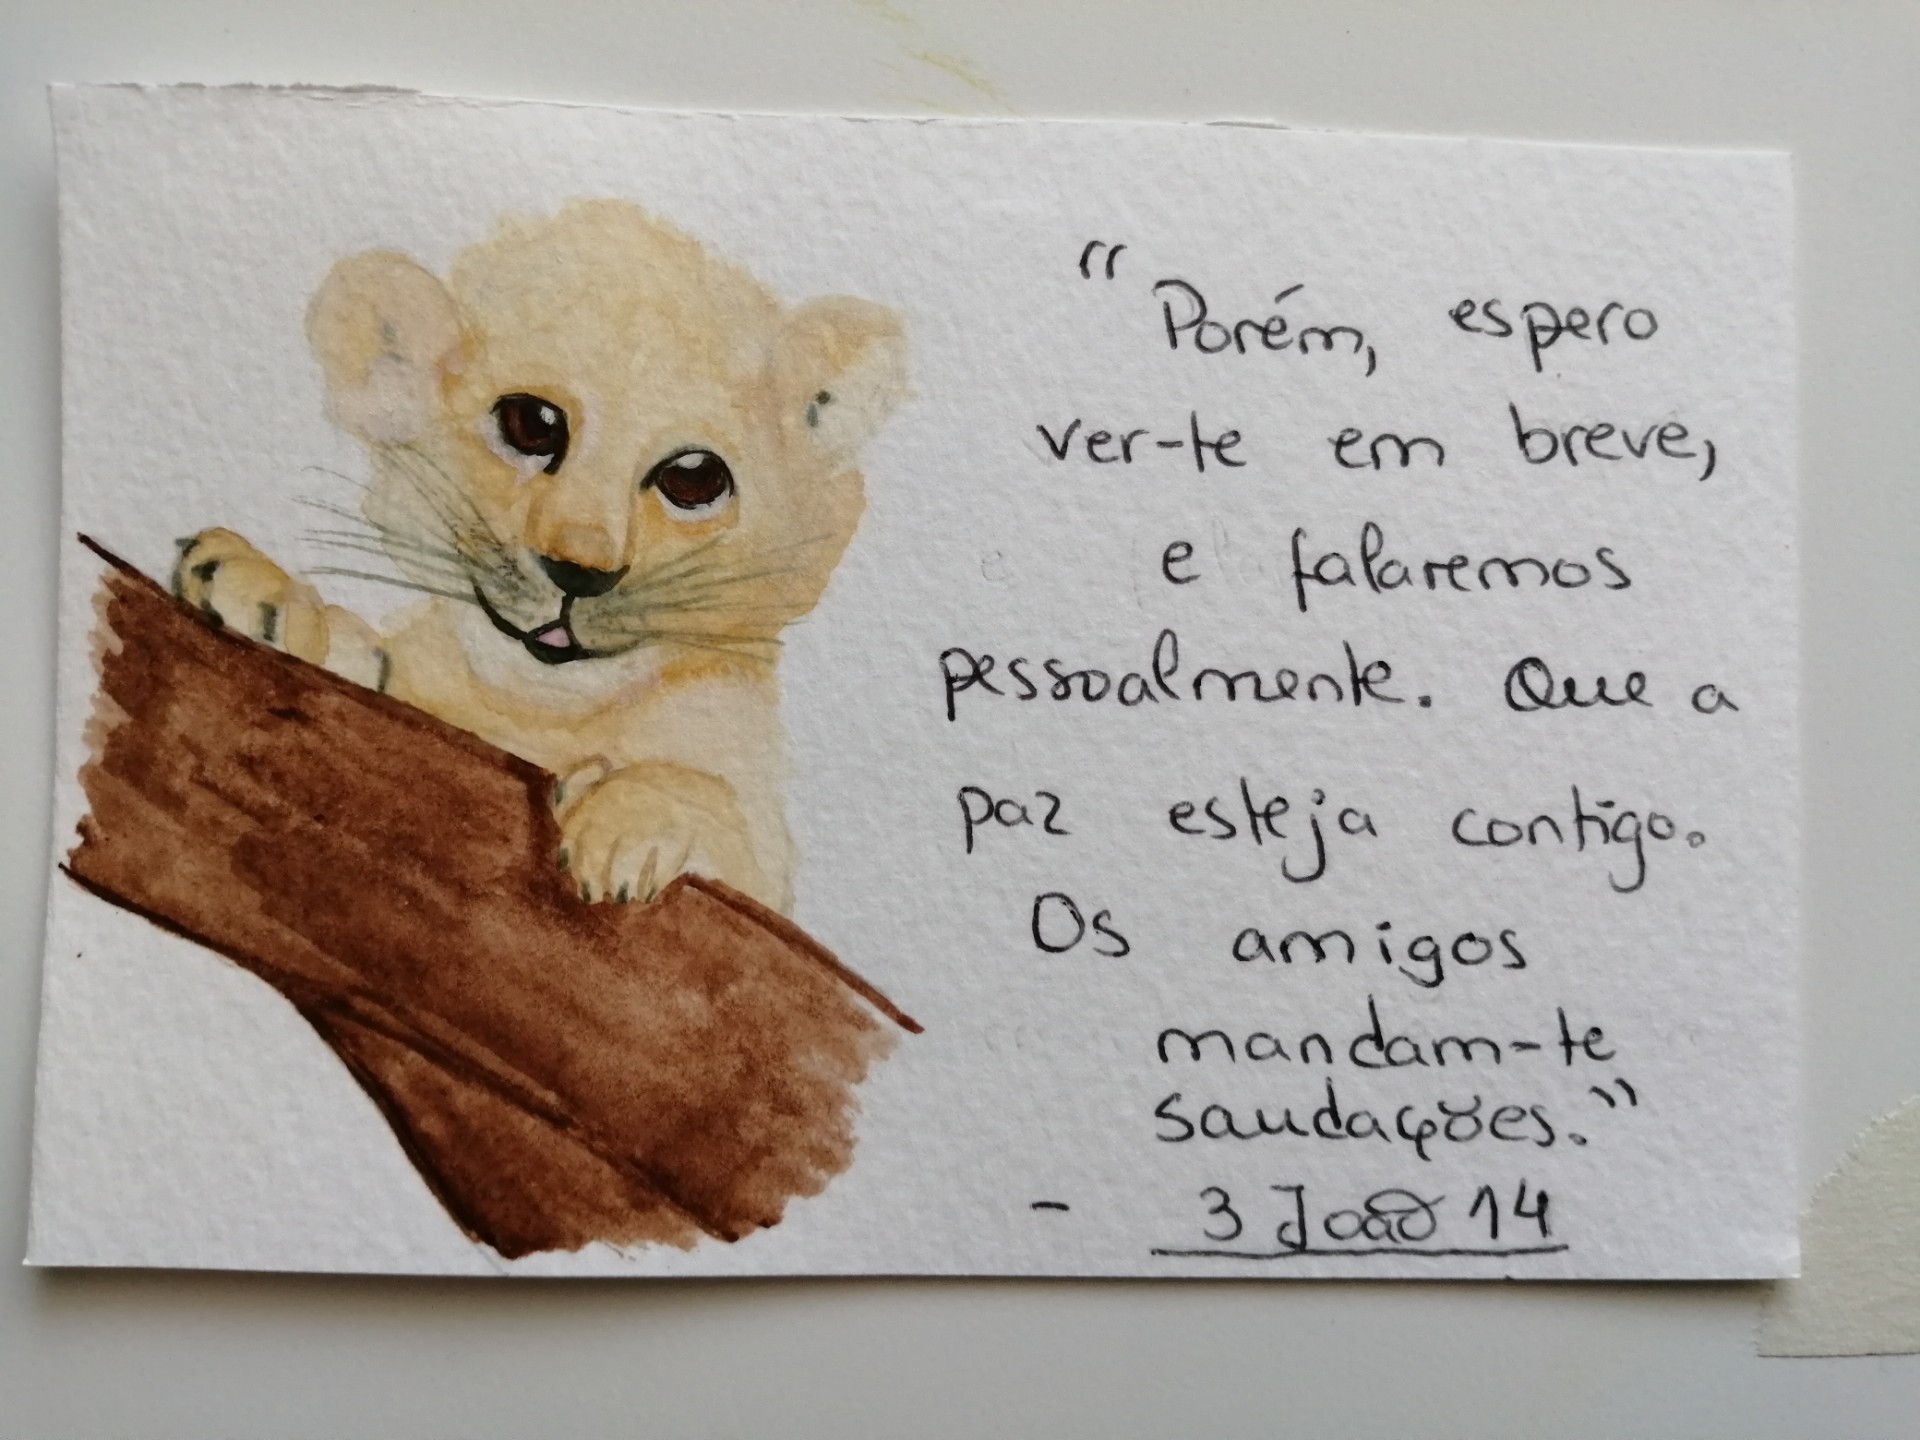 “Porém, espero
ver-te em breve,
e falaremos
pessoalmente. Que a
paz esteja contigo.
Os amigos
mandam-te
saudações.”
- 3 João 14